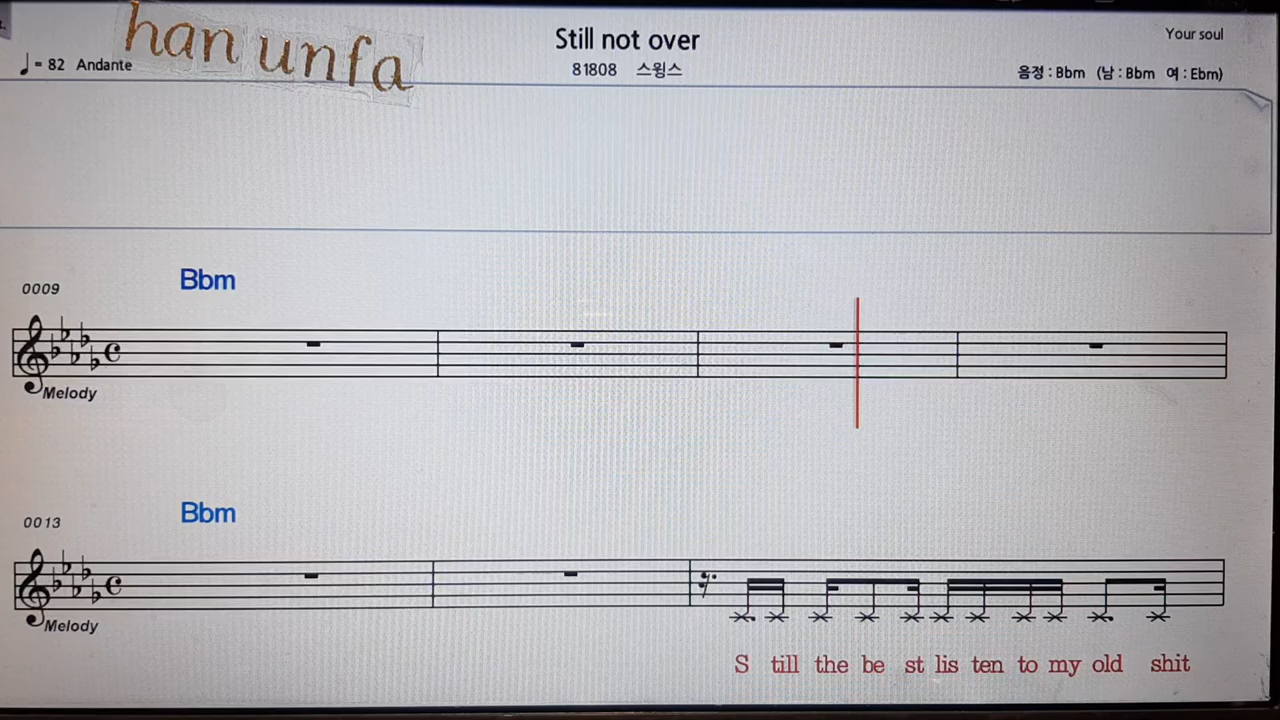 han unfa
Still not over
Your soul
♩= 82 Andante
81808 스윙스
음정 : Bbm (남 : Bbm 여 : Ebm)
0009
Bbm
Melody
0013
Bbm
Melody
S till the be st lis ten to my old shit